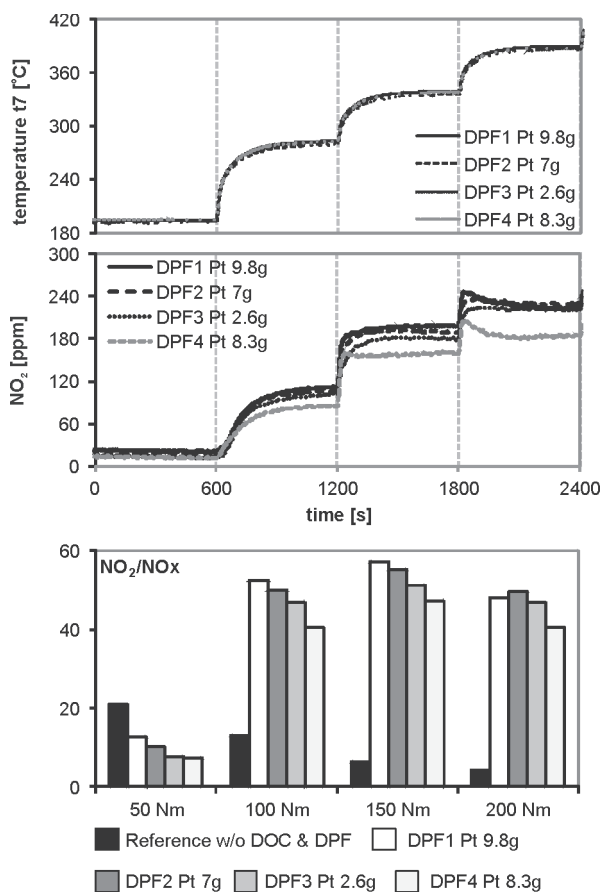 420
360
300
240
180
temperature t7 [°C]
DPF1 Pt 9.8g
DPF2 Pt 7g
DPF3 Pt 2.6g
DPF4 Pt 8.3g
300
240
180
120
60
0
NO2 [ppm]
DPF1 Pt 9.8g
DPF2 Pt 7g
DPF3 Pt 2.6g
DPF4 Pt 8.3g
0 600 1200 1800 2400
time [s]
60
40
20
0
NO2/NOx
50 Nm 100 Nm 150 Nm 200 Nm
Reference w/o DOC & DPF DPF1 Pt 9.8g
DPF2 Pt 7g DPF3 Pt 2.6g DPF4 Pt 8.3g